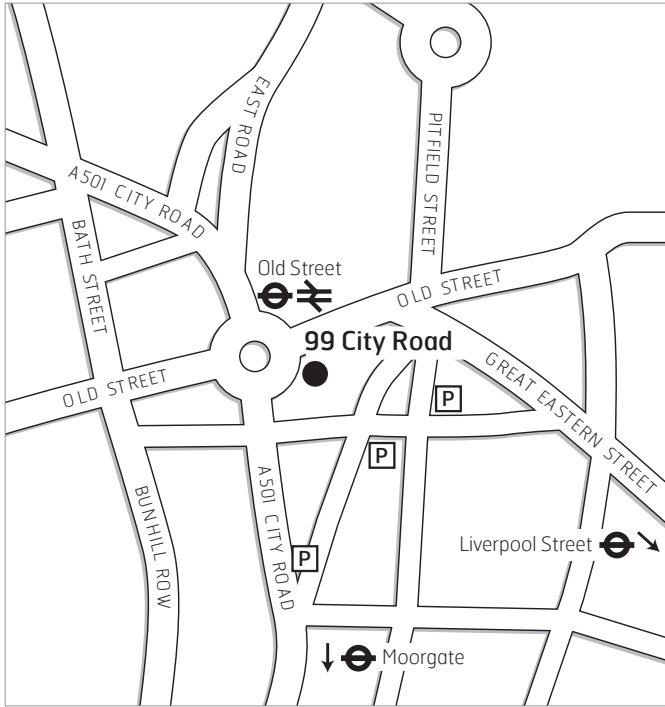 EAST ROAD
PITFIELD STREET
A501 CITY ROAD
BATH STREET
Old Street
OLD STREET
99 City Road
OLD STREET
GREAT EASTERN STREET
P
P
A501 CITY ROAD
BUNHILL ROW
Liverpool Street
P
Moorgate